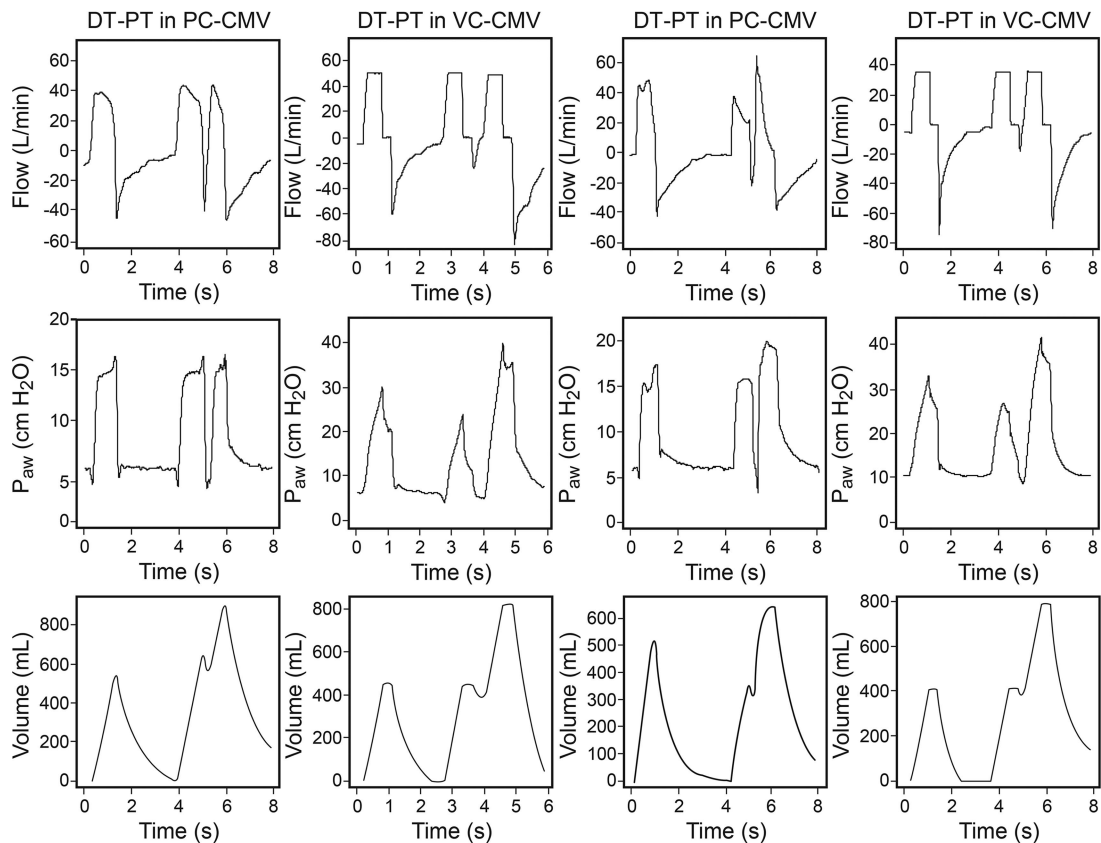 DT-PT in PC-CMV DT-PT in VC-CMV DT-PT in PC-CMV DT-PT in VC-CMV
Flow (L/min)
60
40
20
0
-20
-40
-60
0 2 4 6 8
Time (s)
Flow (L/min)
60
40
20
0
-20
-40
-60
-80
0 1 2 3 4 5 6
Time (s)
Flow (L/min)
60
40
20
0
-20
-40
-60
0 2 4 6 8
Time (s)
Flow (L/min)
40
20
0
-20
-40
-60
-80
0 2 4 6 8
Time (s)
Paw (cm H2O)
20
15
10
5
0
0 2 4 6 8
Time (s)
Paw (cm H2O)
40
30
20
10
0
0 1 2 3 4 5 6
Time (s)
Paw (cm H2O)
20
15
10
5
0
0 2 4 6 8
Time (s)
Paw (cm H2O)
40
30
20
10
0
0 2 4 6 8
Time (s)
Volume (mL)
800
600
400
200
0
0 2 4 6 8
Time (s)
Volume (mL)
800
600
400
200
0
0 1 2 3 4 5 6
Time (s)
Volume (mL)
600
500
400
300
200
100
0
0 2 4 6 8
Time (s)
Volume (mL)
800
600
400
200
0
0 2 4 6 8
Time (s)